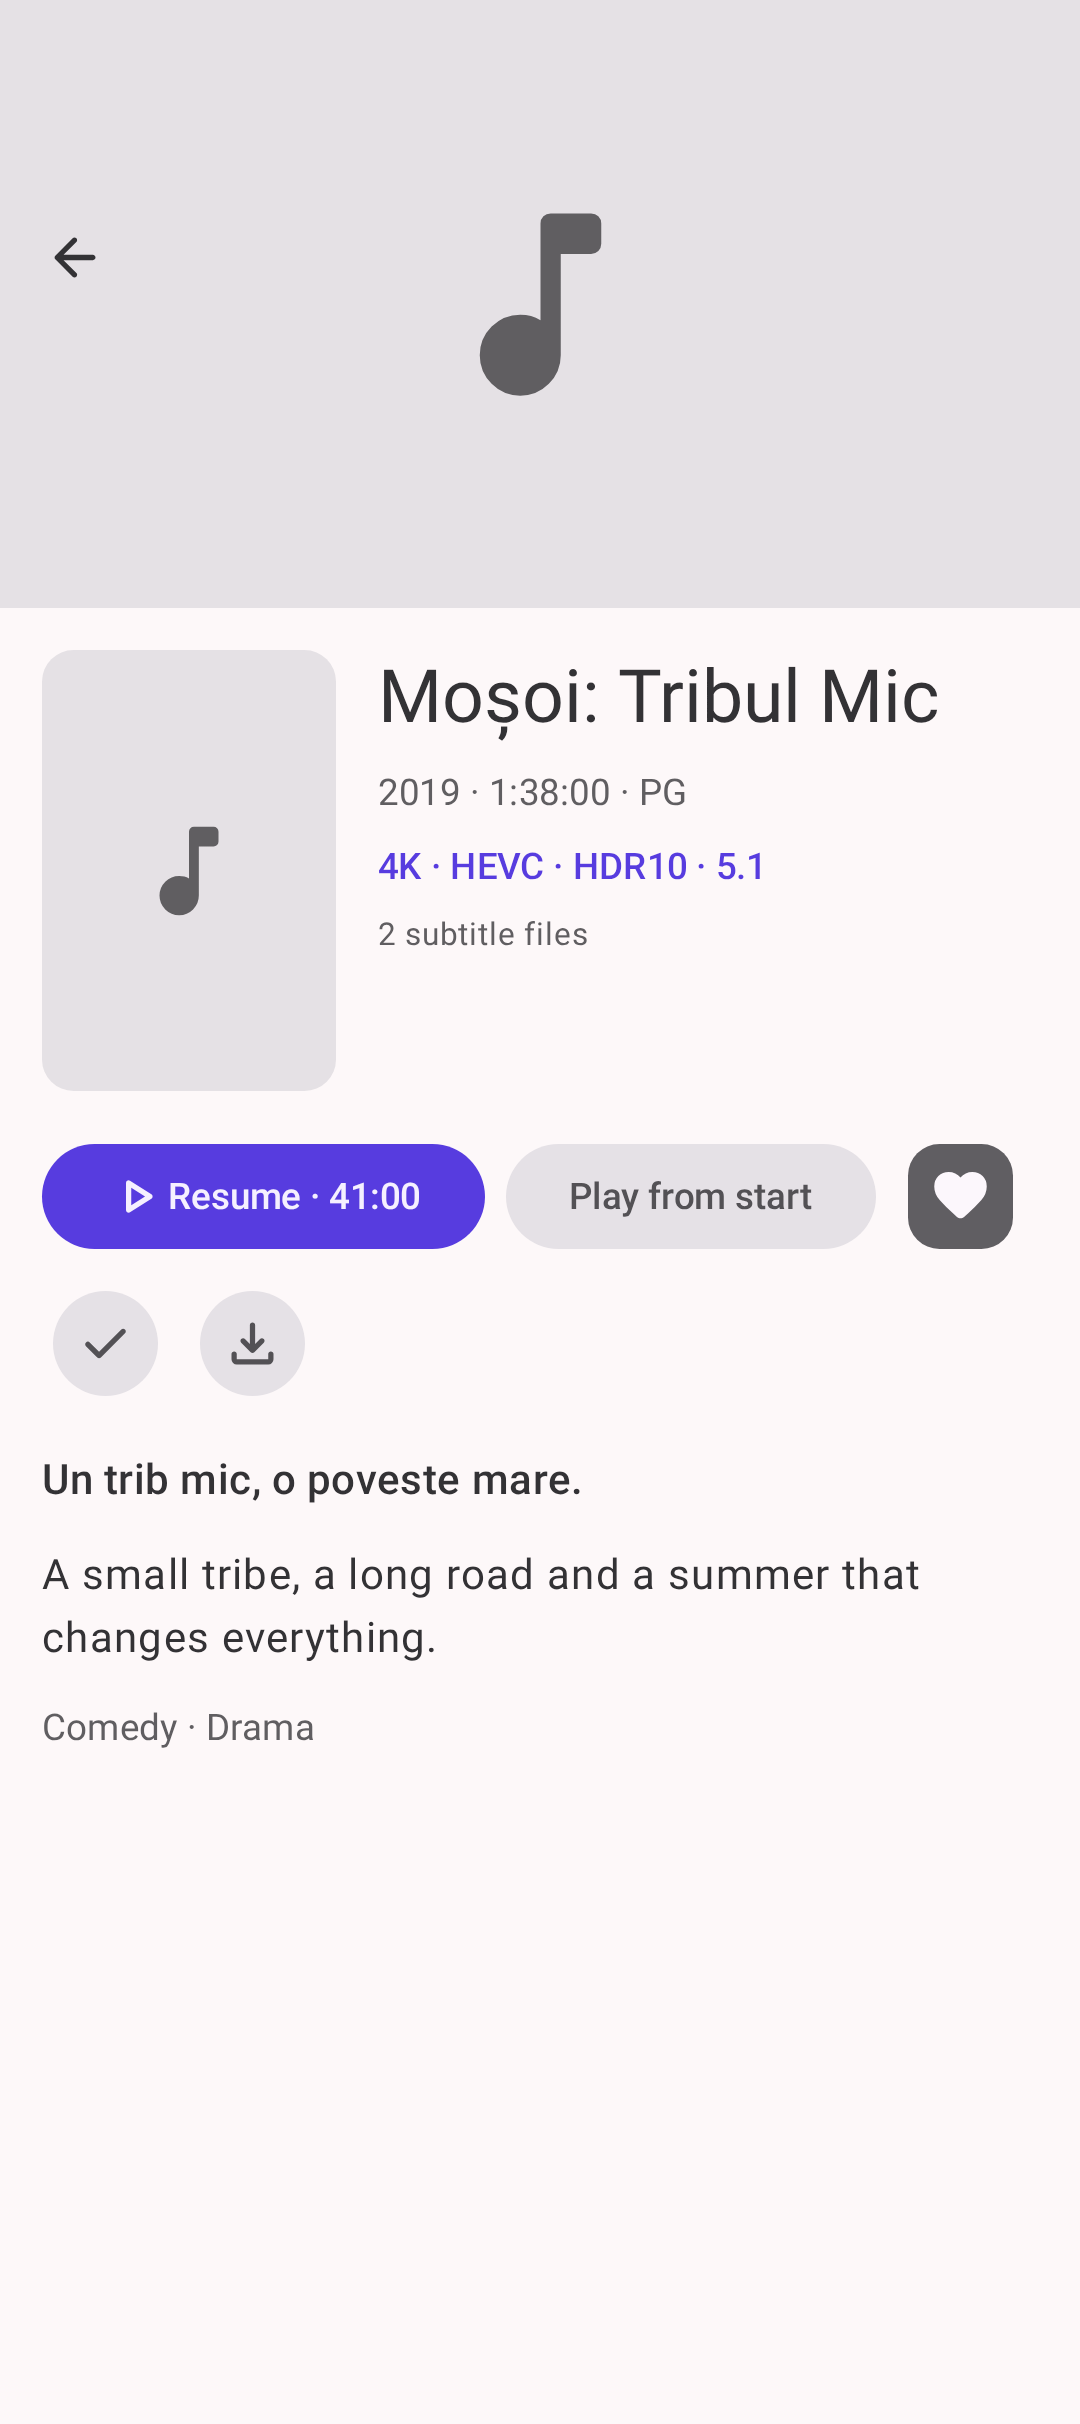 Moșoi: Tribul Mic
2019 · 1:38:00 · PG
4K · HEVC · HDR10 · 5.1
2 subtitle files
Resume · 41:00
Play from start
Un trib mic, o poveste mare.
A small tribe, a long road and a summer that
changes everything.
Comedy · Drama